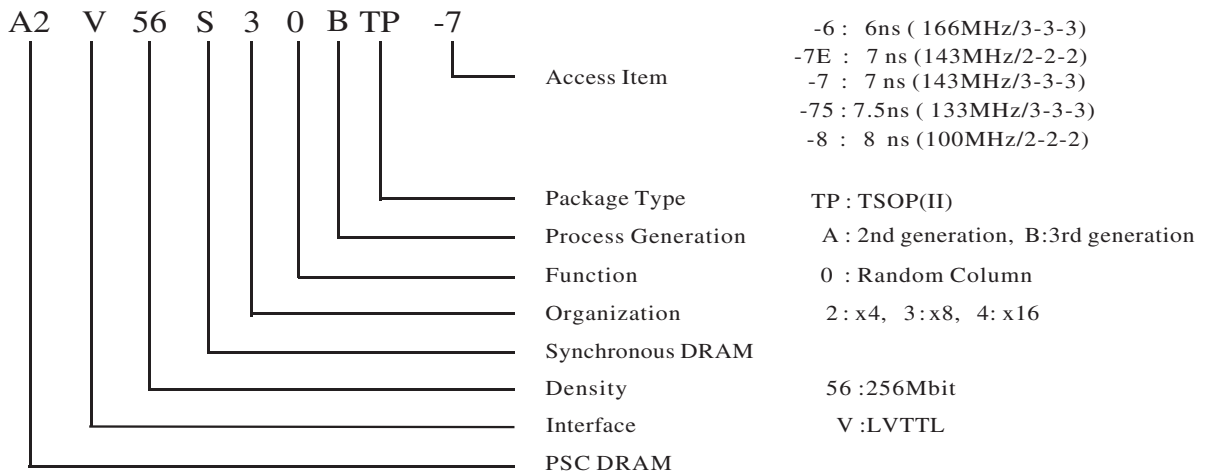 A2 V 56 S 3 0 B TP -7
-6 : 6ns ( 166MHz/3-3-3)
-7E : 7 ns (143MHz/2-2-2)
Access Item -7 : 7 ns (143MHz/3-3-3)
-75 : 7.5ns ( 133MHz/3-3-3)
-8 : 8 ns (100MHz/2-2-2)
Package Type TP : TSOP(II)
Process Generation A : 2nd generation, B:3rd generation
Function 0 : Random Column
Organization 2 : x4, 3 : x8, 4: x16
Synchronous DRAM
Density 56 :256Mbit
Interface V :LVTTL
PSC DRAM